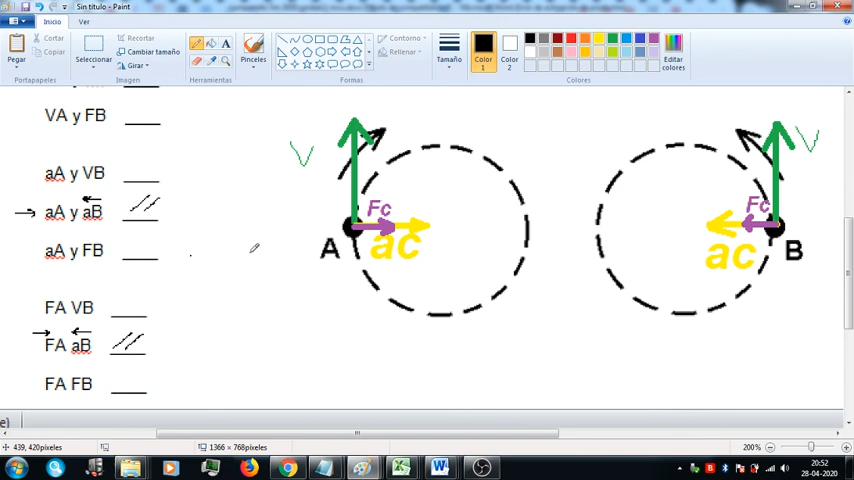 Sin título - Paint
Inicio Ver
Cortar
Copiar
Pegar
Portapapeles
Seleccionar
Recortar
Cambiar tamaño
Girar
Imagen
A
Herramientas
Pinceles
Contorno
Rellenar
Formas
Tamaño
Color 1
Color 2
Editar colores
Colores
VA y FB
aA y VB
aA y aB //
aA y FB
FA VB
FA aB //
FA FB
V
Fc
ac
A
V
Fc
ac
B
e)
439, 420píxeles
1366 × 768píxeles
200%
20:52
28-04-2020